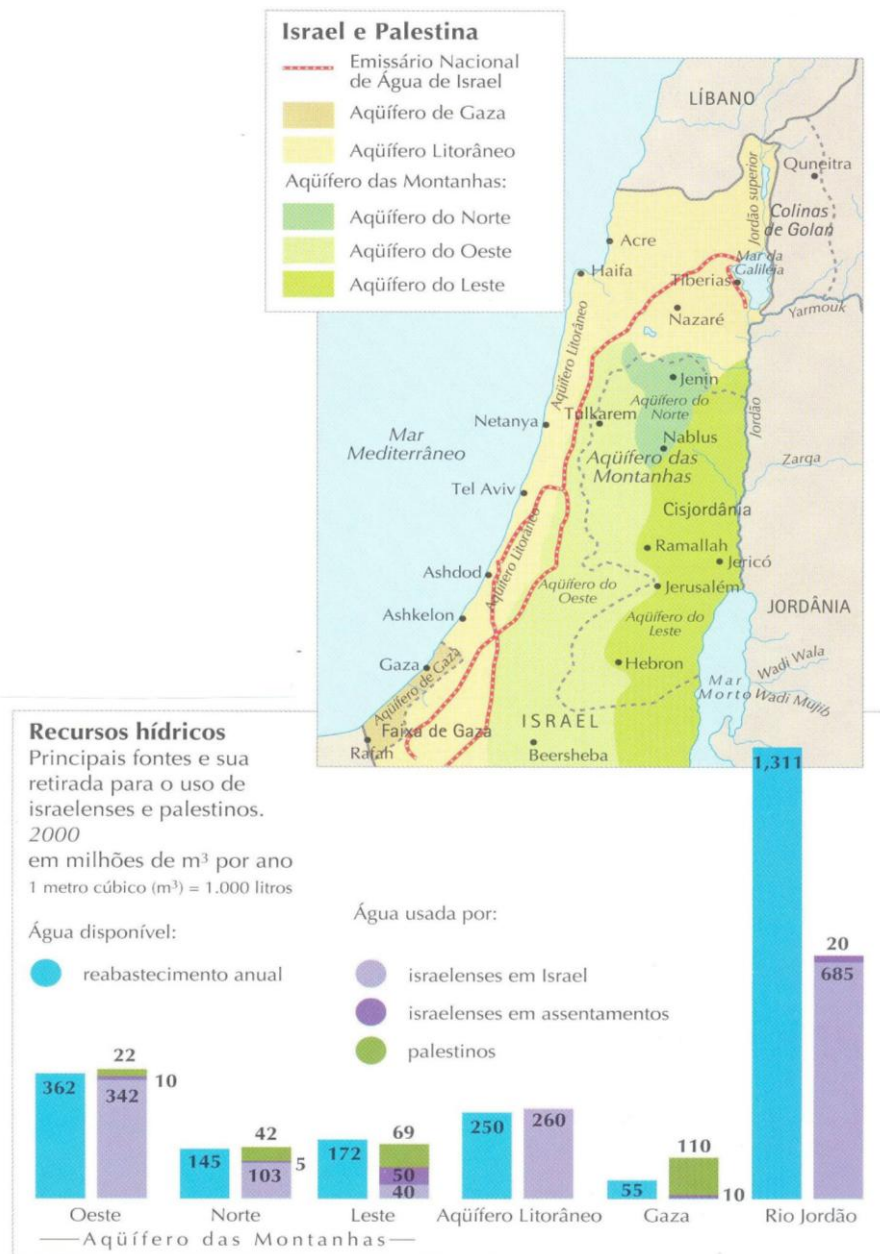 Israel e Palestina
Emissário Nacional
de Água de Israel
Aqüífero de Gaza
Aqüífero Litorâneo
Aqüífero das Montanhas:
Aqüífero do Norte
Aqüífero do Oeste
Aqüífero do Leste
LÍBANO
Quneitra
Jordão superior
Colinas
de Golan
Acre
Mar da
Galiléia
Haifa
Tiberias
Nazaré
Yarmouk
Aqüífero Litorâneo
Jenin
Aqüífero do
Norte
Jordão
Netanya
Tulkarem
Mar
Mediterrâneo
Nablus
Aqüífero das
Montanhas
Zarqa
Tel Aviv
Cisjordânia
Aqüífero Litorâneo
Ramallah
Jericó
Ashdod
Aqüífero do
Oeste
Jerusalém
JORDÂNIA
Ashkelon
Aqüífero do
Leste
Gaza
Hebron
Aqüífero de Gaza
Mar
Morto
Wadi Wala
Wadi Mujib
Faixa de Gaza
ISRAEL
Rafah
Beersheba
Recursos hídricos
Principais fontes e sua
retirada para o uso de
israelenses e palestinos.
2000
em milhões de m³ por ano
1 metro cúbico (m³) = 1.000 litros
Água disponível:
reabastecimento anual
Água usada por:
israelenses em Israel
israelenses em assentamentos
palestinos
362
22
10
342
145
42
5
103
172
69
50
40
250
260
55
110
10
1,311
20
685
Oeste
Norte
Leste
Aqüífero Litorâneo
Gaza
Rio Jordão
Aqüífero das Montanhas